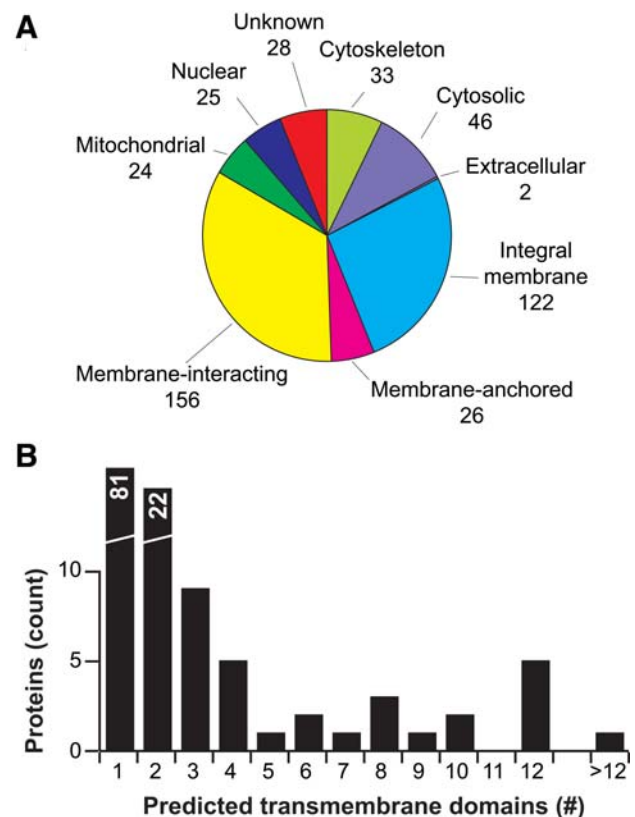 A
Unknown
28
Cytoskeleton
33
Nuclear
25
Cytosolic
46
Mitochondrial
24
Extracellular
2
Integral
membrane
122
Membrane-interacting
156
Membrane-anchored
26
B
81
22
Proteins (count)
10
5
0
1 2 3 4 5 6 7 8 9 10 11 12 >12
Predicted transmembrane domains (#)